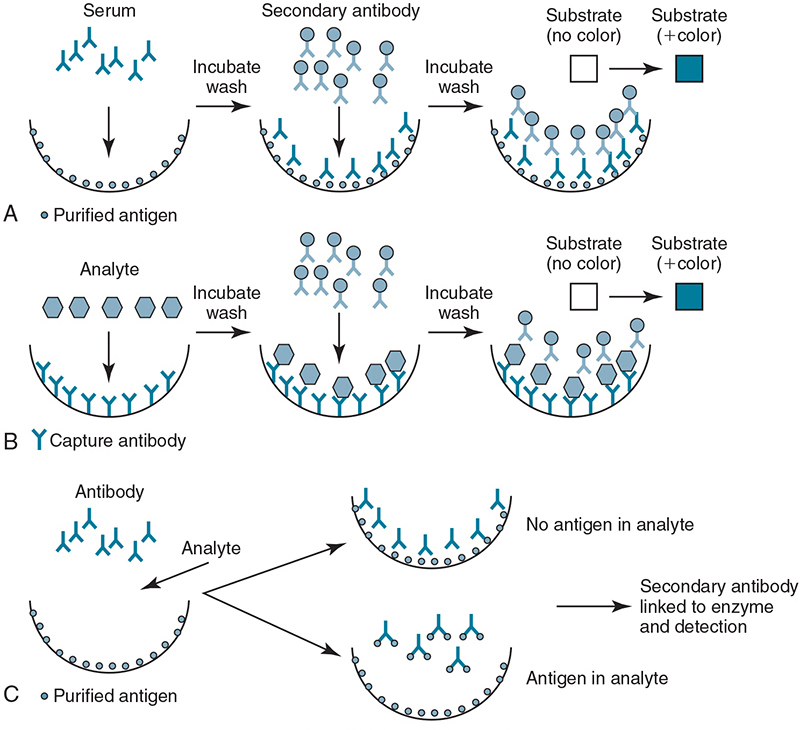 Serum
Secondary antibody
Substrate
(no color)
Substrate
(+color)
Incubate
wash
Incubate
wash
A
Purified antigen
Analyte
Substrate
(no color)
Substrate
(+color)
Incubate
wash
Incubate
wash
B
Capture antibody
Antibody
Analyte
No antigen in analyte
Secondary antibody
linked to enzyme
and detection
Antigen in analyte
C
Purified antigen